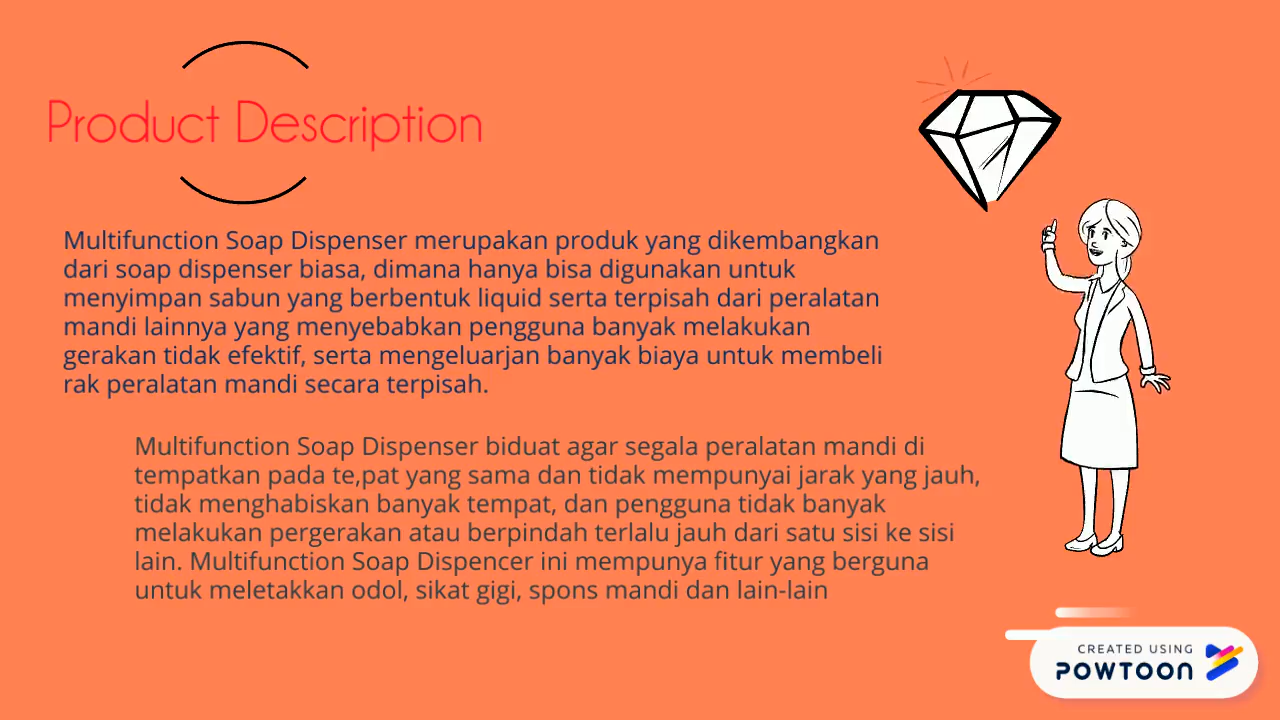 Product Description
Multifunction Soap Dispenser merupakan produk yang dikembangkan
dari soap dispenser biasa, dimana hanya bisa digunakan untuk
menyimpan sabun yang berbentuk liquid serta terpisah dari peralatan
mandi lainnya yang menyebabkan pengguna banyak melakukan
gerakan tidak efektif, serta mengeluarjan banyak biaya untuk membeli
rak peralatan mandi secara terpisah.
Multifunction Soap Dispenser biduat agar segala peralatan mandi di
tempatkan pada te,pat yang sama dan tidak mempunyai jarak yang jauh,
tidak menghabiskan banyak tempat, dan pengguna tidak banyak
melakukan pergerakan atau berpindah terlalu jauh dari satu sisi ke sisi
lain. Multifunction Soap Dispencer ini mempunya fitur yang berguna
untuk meletakkan odol, sikat gigi, spons mandi dan lain-lain
CREATED USING
POWTOON